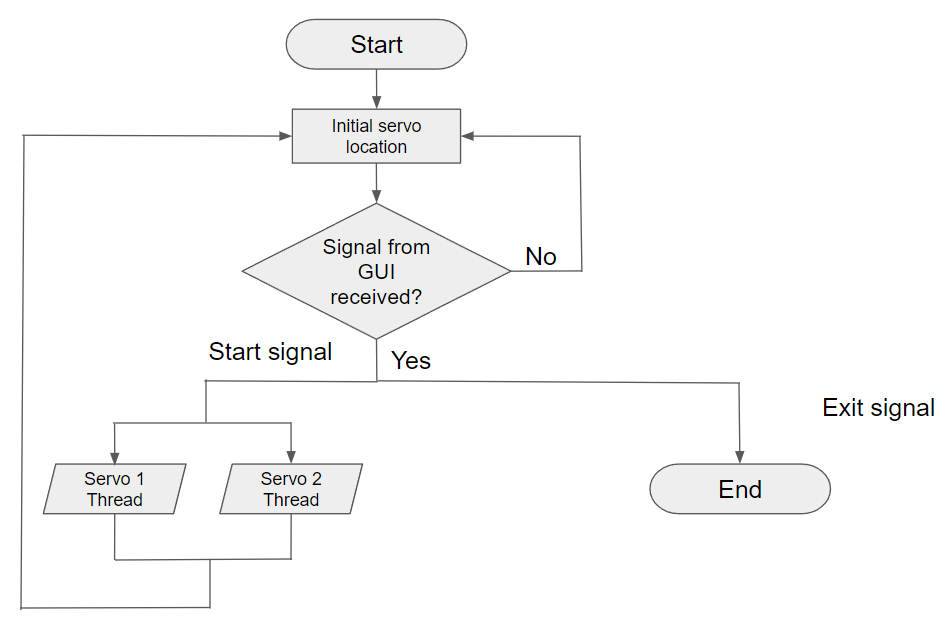 Start
Initial servo
location
Signal from
GUI
received?
No
Start signal
Yes
Exit signal
Servo 1
Thread
Servo 2
Thread
End